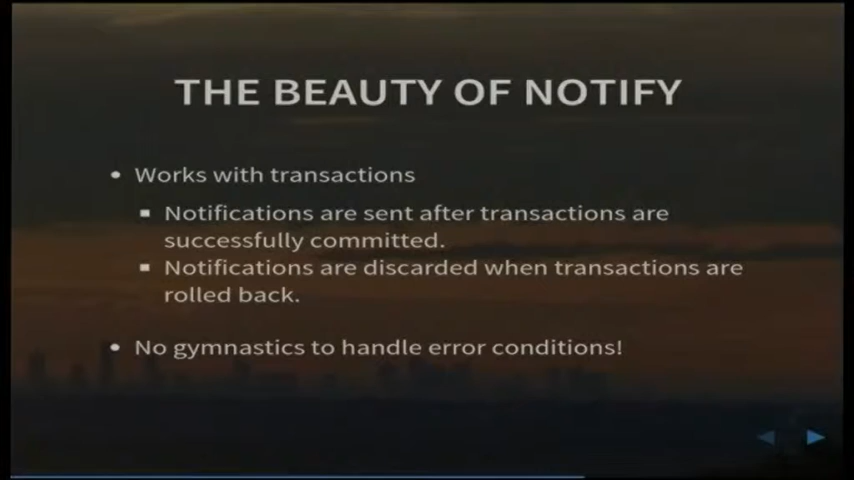 THE BEAUTY OF NOTIFY
• Works with transactions
▪ Notifications are sent after transactions are
successfully committed.
▪ Notifications are discarded when transactions are
rolled back.
• No gymnastics to handle error conditions!